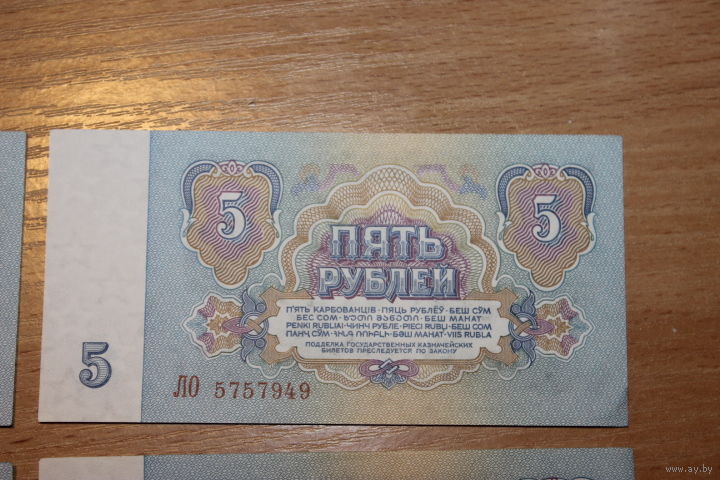 5 5
ПЯТЬ
РУБЛЕЙ
П'ЯТЬ КАРБОВАНЦІВ · ПЯЦЬ РУБЛЁЎ · БЕШ СЎМ
БЕС СОМ · ხუთი მანეთი · БЕШ МАНАТ
PENKI RUBLIAI · ЧИНЧ РУБЛЕ · PIECI RUBĻI · БЕШ СОМ
ПАНҶ СӮМ · ՀԻՆԳ ՌՈՒԲԼԻ · БӘШ МАНАТ · VIIS RUBLA
ПОДДЕЛКА ГОСУДАРСТВЕННЫХ КАЗНАЧЕЙСКИХ
БИЛЕТОВ ПРЕСЛЕДУЕТСЯ ПО ЗАКОНУ
5
ЛО 5757949
www.ay.by